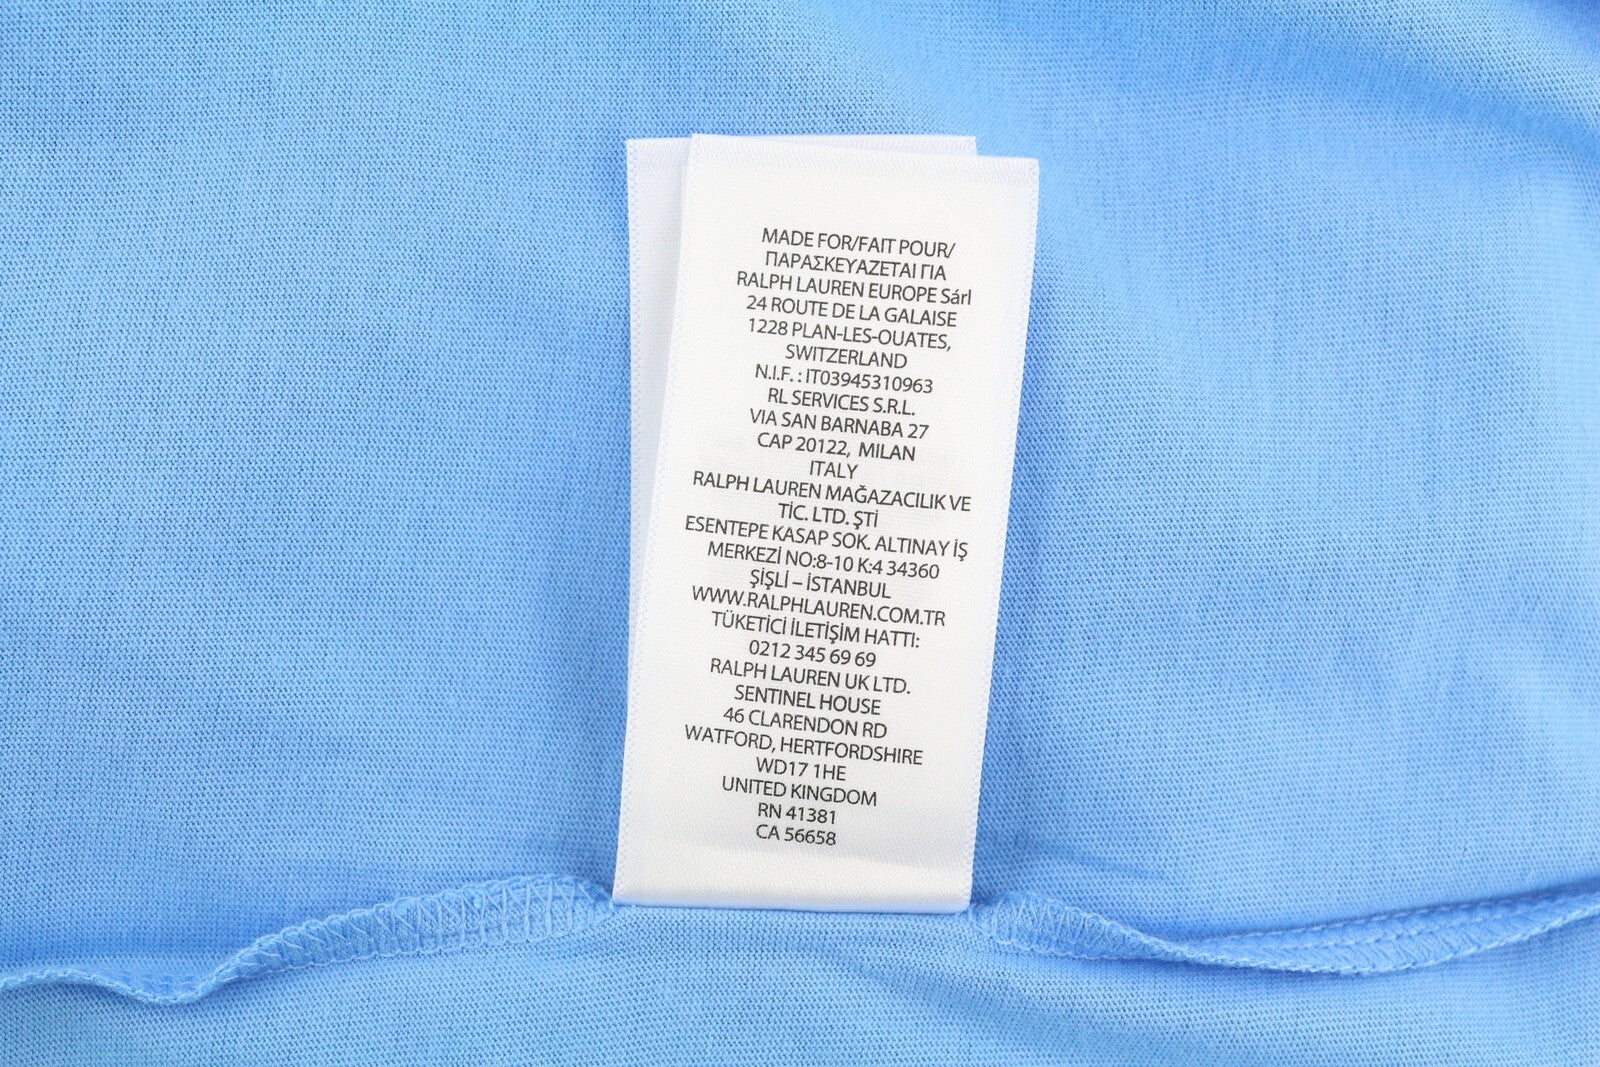 MADE FOR/FAIT POUR/
ΠΑΡΑΣΚΕΥΑΖΕΤΑΙ ΓΙΑ
RALPH LAUREN EUROPE Sárl
24 ROUTE DE LA GALAISE
1228 PLAN-LES-OUATES,
SWITZERLAND
N.I.F. : IT03945310963
RL SERVICES S.R.L.
VIA SAN BARNABA 27
CAP 20122, MILAN
ITALY
RALPH LAUREN MAĞAZACILIK VE
TİC. LTD. ŞTİ
ESENTEPE KASAP SOK. ALTINAY İŞ
MERKEZİ NO:8-10 K:4 34360
ŞİŞLİ – İSTANBUL
WWW.RALPHLAUREN.COM.TR
TÜKETİCİ İLETİŞİM HATTI:
0212 345 69 69
RALPH LAUREN UK LTD.
SENTINEL HOUSE
46 CLARENDON RD
WATFORD, HERTFORDSHIRE
WD17 1HE
UNITED KINGDOM
RN 41381
CA 56658